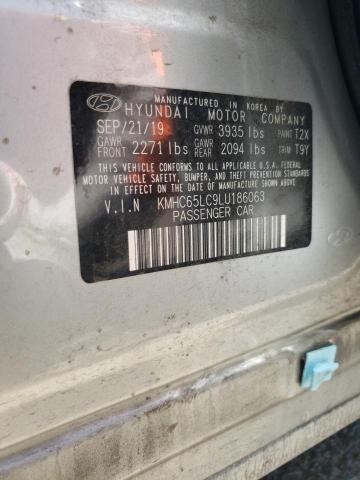 MANUFACTURED IN KOREA BY
HYUNDAI MOTOR COMPANY
SEP/21/19 GVWR 3935 lbs PAINT T2X
GAWR FRONT 2271 lbs GAWR REAR 2094 lbs TRIM T9Y
THIS VEHICLE CONFORMS TO ALL APPLICABLE U.S.A. FEDERAL
MOTOR VEHICLE SAFETY, BUMPER, AND THEFT PREVENTION
STANDARDS IN EFFECT ON THE DATE OF MANUFACTURE SHOWN ABOVE.
V.I.N KMHC65LC9LU186063
PASSENGER CAR